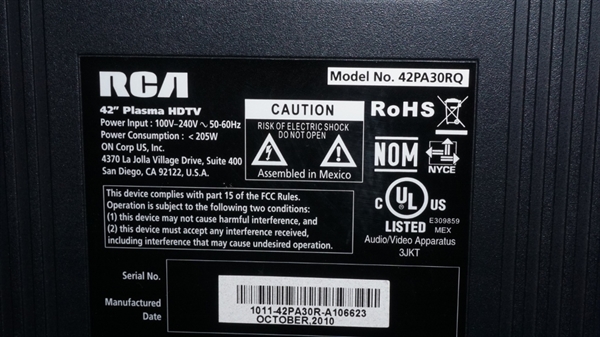 RCA
Model No. 42PA30RQ
42" Plasma HDTV
Power Input : 100V~240V ∿ 50-60Hz
Power Consumption : < 205W
ON Corp US, Inc.
4370 La Jolla Village Drive, Suite 400
San Diego, CA 92122, U.S.A.
CAUTION
RISK OF ELECTRIC SHOCK
DO NOT OPEN
Assembled in Mexico
RoHS
NOM
NYCE
C UL US
LISTED
E309859
MEX
Audio/Video Apparatus
3JKT
This device complies with part 15 of the FCC Rules.
Operation is subject to the following two conditions:
(1) this device may not cause harmful interference, and
(2) this device must accept any interference received,
including interference that may cause undesired operation.
Serial No.
Manufactured
Date
1011-42PA30R-A106623
OCTOBER,2010